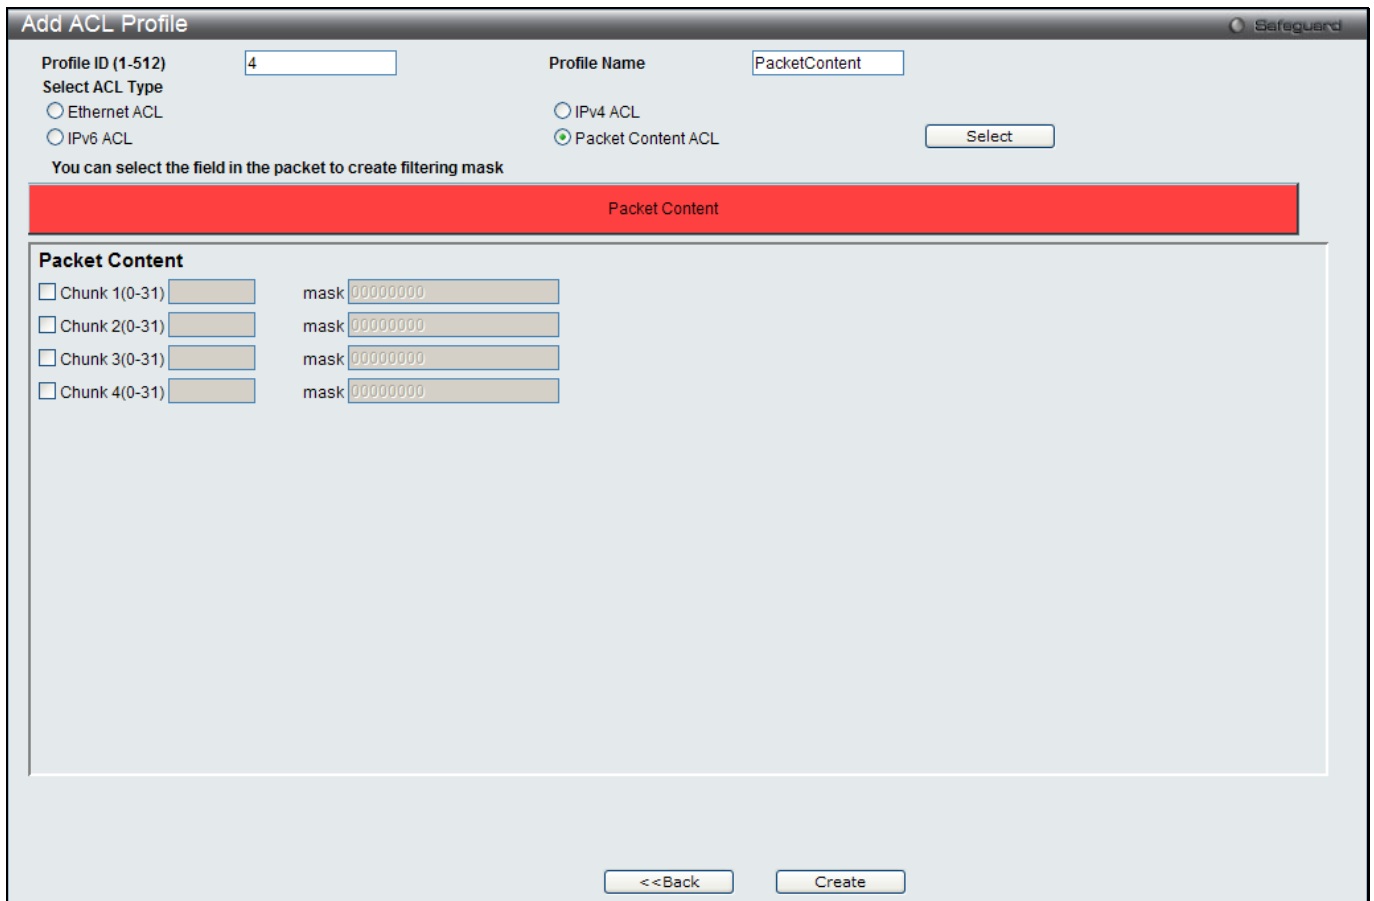 Add ACL Profile Safeguard
Profile ID (1-512) 4 Profile Name PacketContent
Select ACL Type
Ethernet ACL IPv4 ACL
IPv6 ACL Packet Content ACL Select
You can select the field in the packet to create filtering mask
Packet Content
Packet Content
Chunk 1(0-31) mask 00000000
Chunk 2(0-31) mask 00000000
Chunk 3(0-31) mask 00000000
Chunk 4(0-31) mask 00000000
<<Back Create